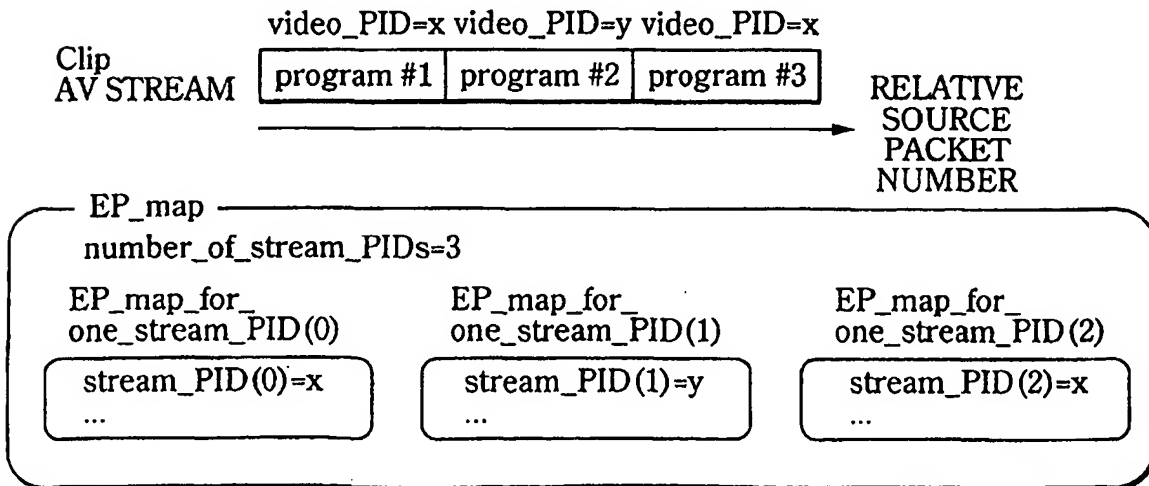 video_PID=x video_PID=y video_PID=x
Clip
AV STREAM
program #1 program #2 program #3
RELATIVE
SOURCE
PACKET
NUMBER
EP_map
number_of_stream_PIDs=3
EP_map_for_
one_stream_PID(0)
EP_map_for_
one_stream_PID(1)
EP_map_for_
one_stream_PID(2)
stream_PID(0)=x
...
stream_PID(1)=y
...
stream_PID(2)=x
...